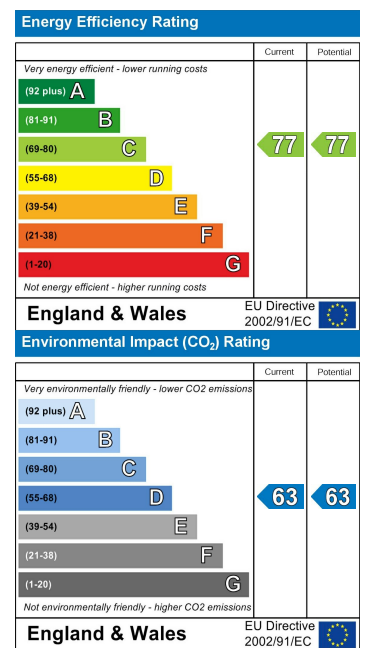 Energy Efficiency Rating
Current Potential
Very energy efficient - lower running costs
(92 plus) A
(81-91) B
(69-80) C
77 77
(55-68) D
(39-54) E
(21-38) F
(1-20) G
Not energy efficient - higher running costs
England & Wales
EU Directive
2002/91/EC
Environmental Impact (CO₂) Rating
Current Potential
Very environmentally friendly - lower CO2 emissions
(92 plus) A
(81-91) B
(69-80) C
(55-68) D
63 63
(39-54) E
(21-38) F
(1-20) G
Not environmentally friendly - higher CO2 emissions
England & Wales
EU Directive
2002/91/EC